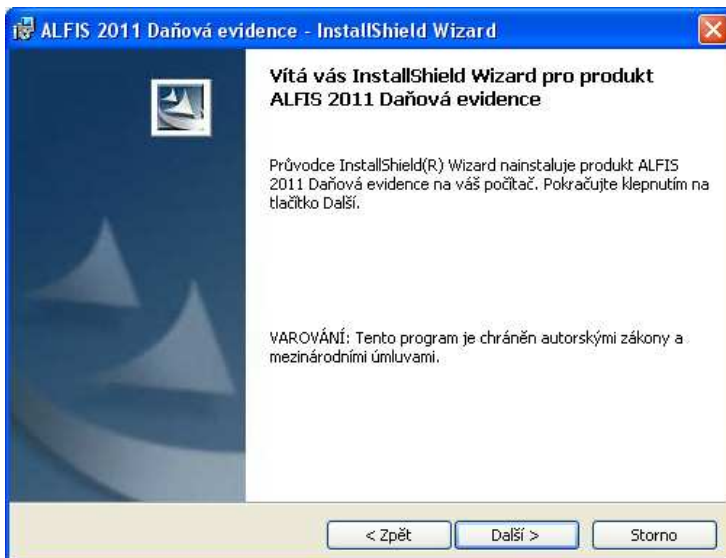 ALFIS 2011 Daňová evidence - InstallShield Wizard
Vítá vás InstallShield Wizard pro produkt
ALFIS 2011 Daňová evidence
Průvodce InstallShield(R) Wizard nainstaluje produkt ALFIS
2011 Daňová evidence na váš počítač. Pokračujte klepnutím na
tlačítko Další.
VAROVÁNÍ: Tento program je chráněn autorskými zákony a
mezinárodními úmluvami.
< Zpět Další > Storno